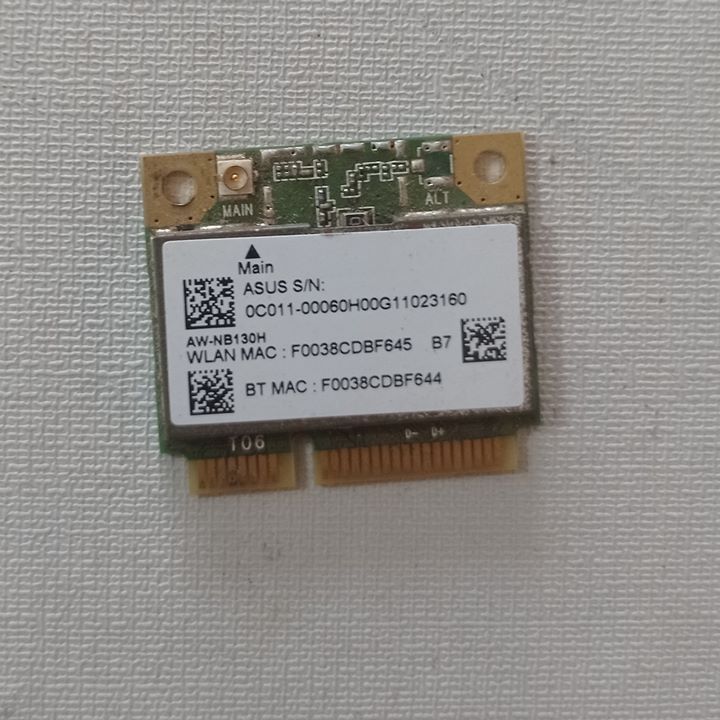 MAIN
ALT
Main
ASUS S/N:
0C011-00060H00G11023160
AW-NB130H
WLAN MAC : F0038CDBF645 B7
BT MAC : F0038CDBF644
T06
D- D+